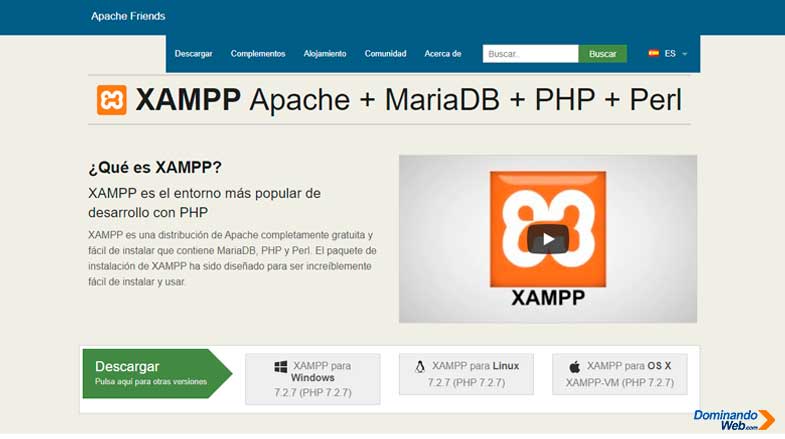 Apache Friends
Descargar Complementos Alojamiento Comunidad Acerca de Buscar.. Buscar ES
XAMPP Apache + MariaDB + PHP + Perl
¿Qué es XAMPP?
XAMPP es el entorno más popular de
desarrollo con PHP
XAMPP es una distribución de Apache completamente gratuita y
fácil de instalar que contiene MariaDB, PHP y Perl. El paquete de
instalación de XAMPP ha sido diseñado para ser increíblemente
fácil de instalar y usar.
XAMPP
Descargar
Pulsa aquí para otras versiones
XAMPP para
Windows
7.2.7 (PHP 7.2.7)
XAMPP para Linux
7.2.7 (PHP 7.2.7)
XAMPP para OS X
XAMPP-VM (PHP 7.2.7)
Dominando
Web.com